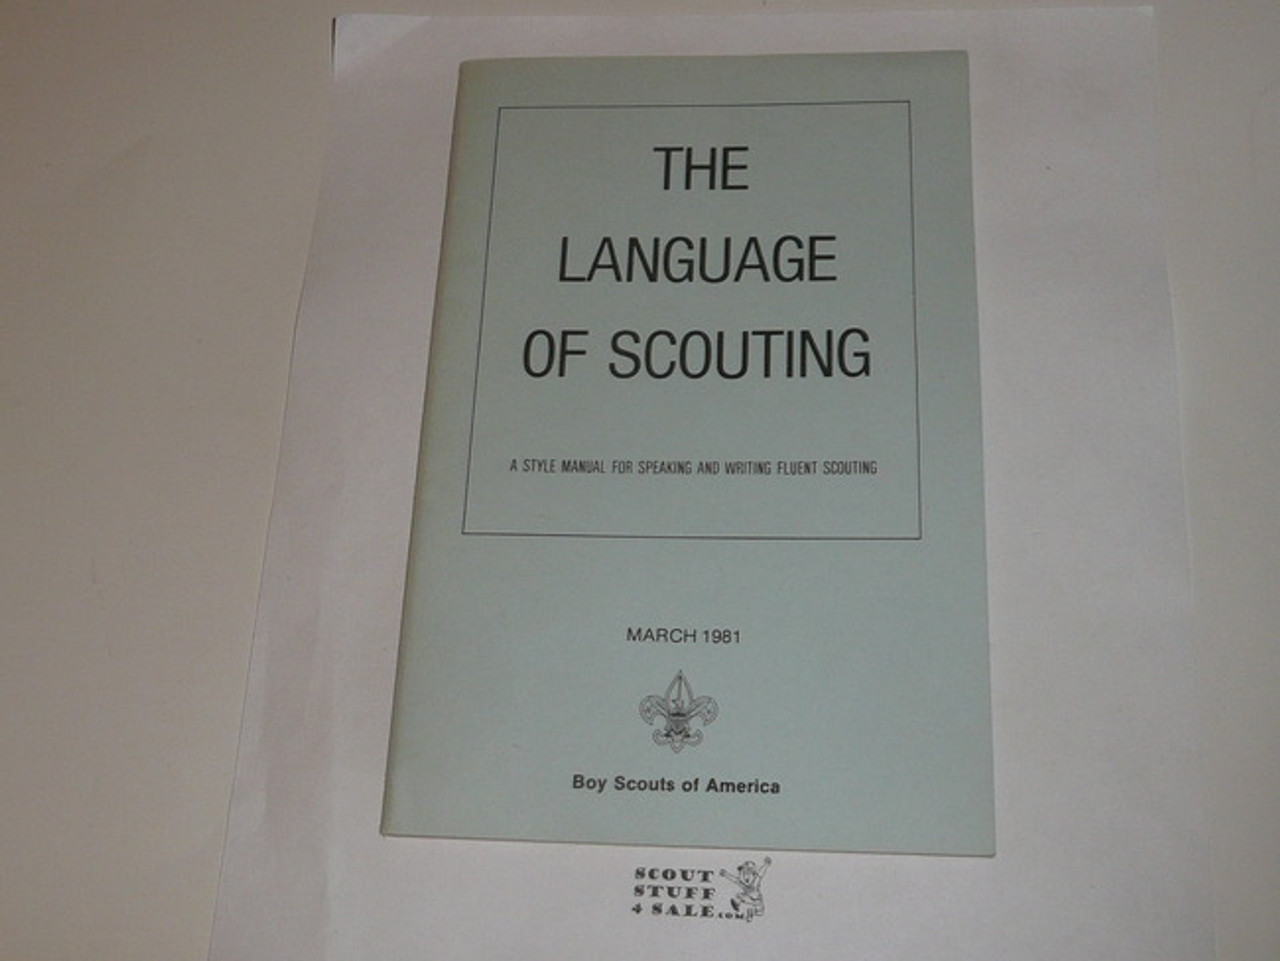 THE
LANGUAGE
OF SCOUTING
A STYLE MANUAL FOR SPEAKING AND WRITING FLUENT SCOUTING
MARCH 1981
Boy Scouts of America
SCOUT
STUFF
4 SALE.COM